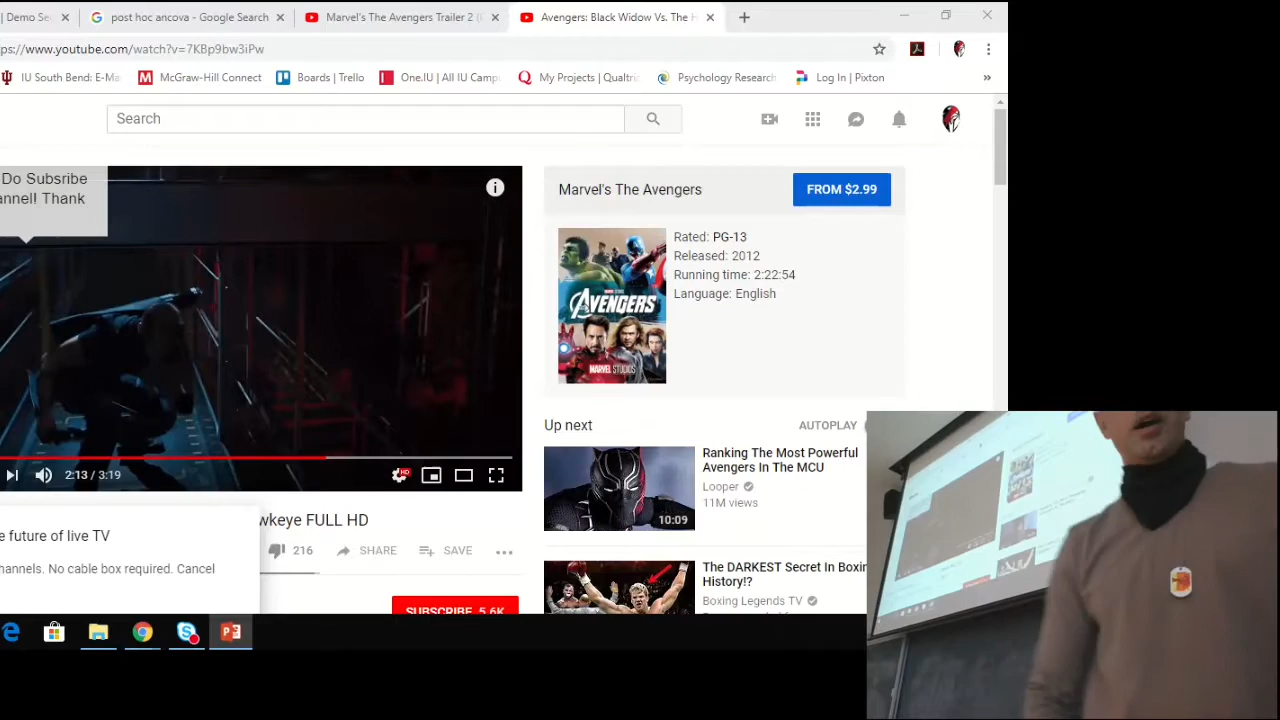 | Demo Se
post hoc ancova - Google Search
Marvel's The Avengers Trailer 2 (
Avengers: Black Widow Vs. The H
ps://www.youtube.com/watch?v=7KBp9bw3iPw
IU South Bend: E-Ma
McGraw-Hill Connect
Boards | Trello
One.IU | All IU Camp
My Projects | Qualtric
Psychology Research
Log In | Pixton
»
Search
Do Subsribe
annel! Thank
Marvel's The Avengers
FROM $2.99
Rated: PG-13
Released: 2012
Running time: 2:22:54
Language: English
AVENGERS
MARVEL STUDIOS
Up next
AUTOPLAY
2:13 / 3:19
HD
Ranking The Most Powerful
Avengers In The MCU
Looper
11M views
10:09
wkeye FULL HD
216
SHARE
SAVE
e future of live TV
hannels. No cable box required. Cancel
The DARKEST Secret In Boxin
History!?
Boxing Legends TV
SUBSCRIBE 5.6K